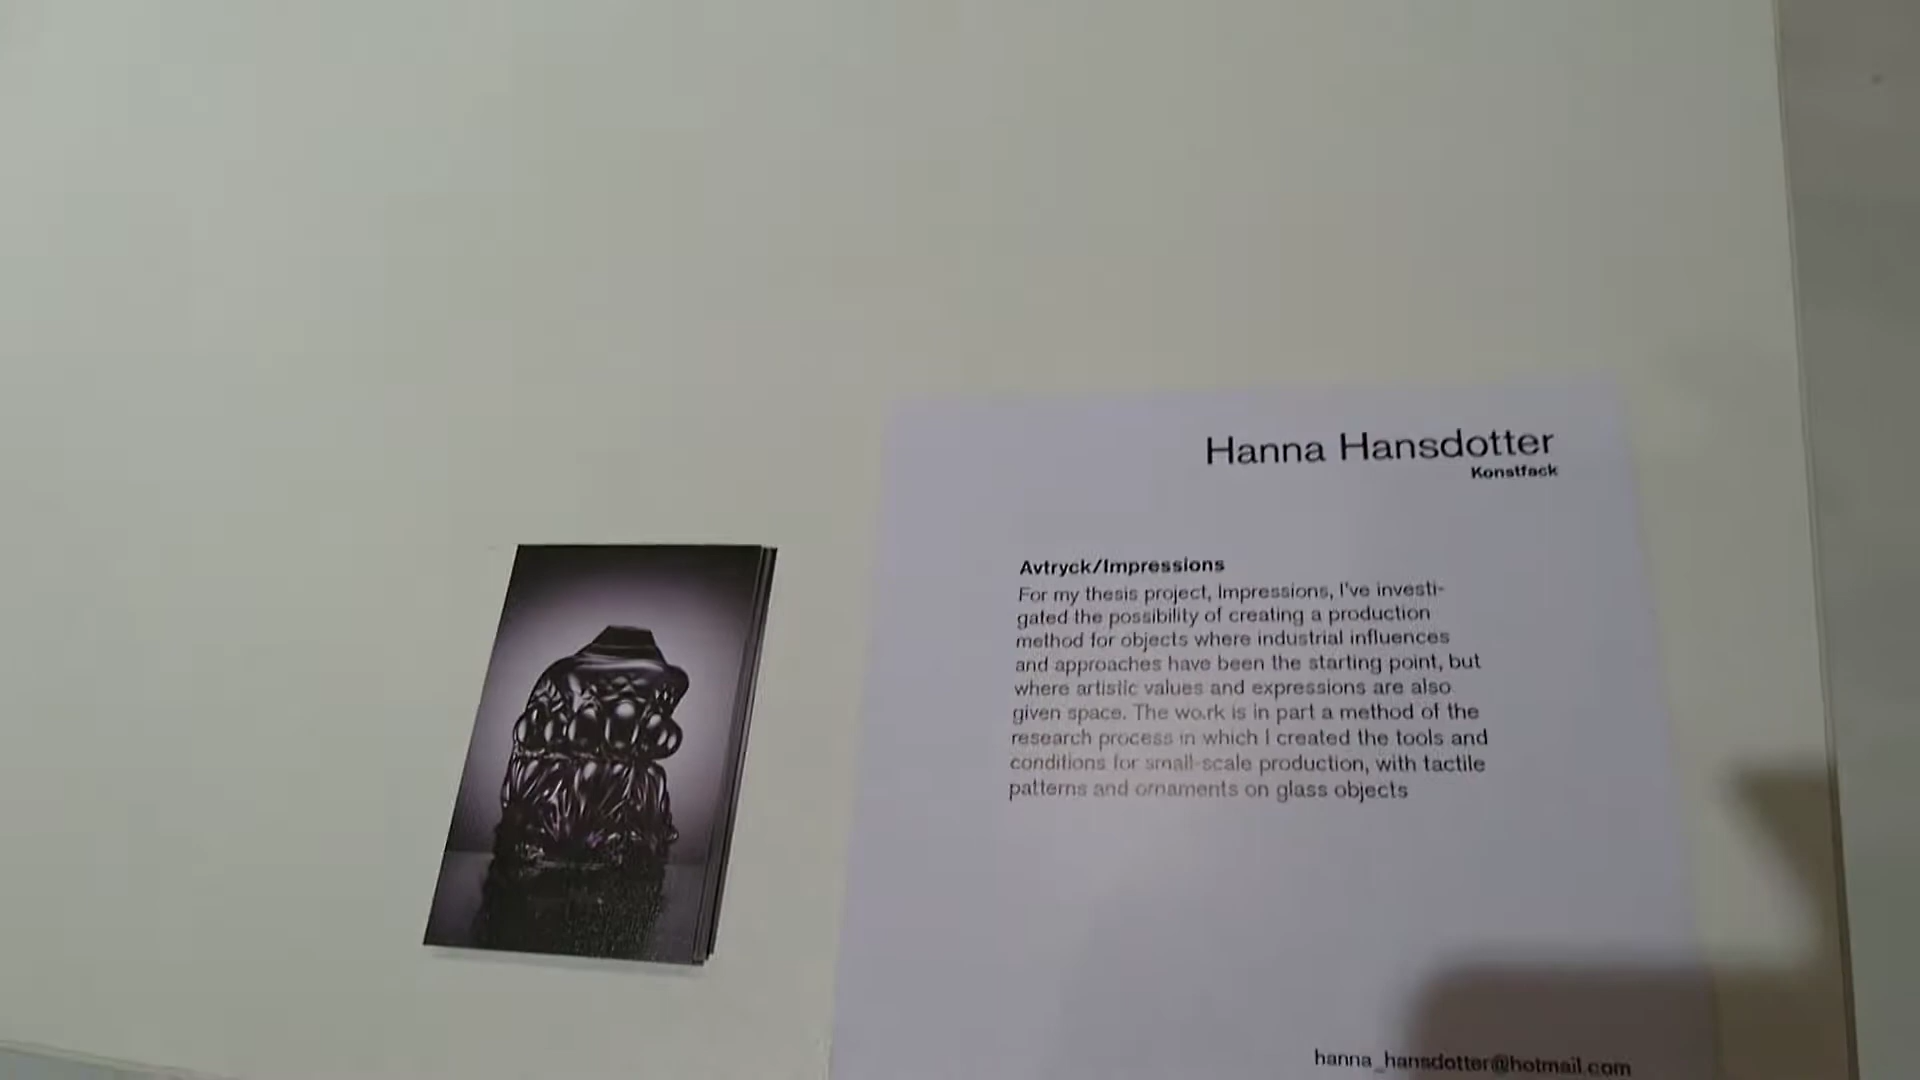 Hanna Hansdotter
Konstfack
Avtryck/Impressions
For my thesis project, Impressions, I've investi-
gated the possibility of creating a production
method for objects where industrial influences
and approaches have been the starting point, but
where artistic values and expressions are also
given space. The wo.rk is in part a method of the
research process in which I created the tools and
conditions for small-scale production, with tactile
patterns and ornaments on glass objects
hanna_hansdotter@hotmail.com